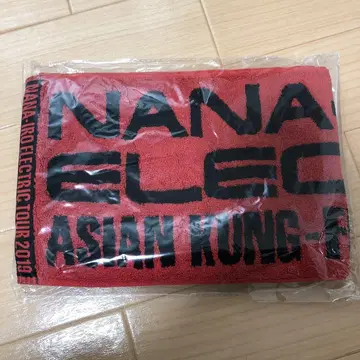 NANA-
ELEC
ASIAN KUNG-F
NANA-IRO ELECTRIC TOUR 2019